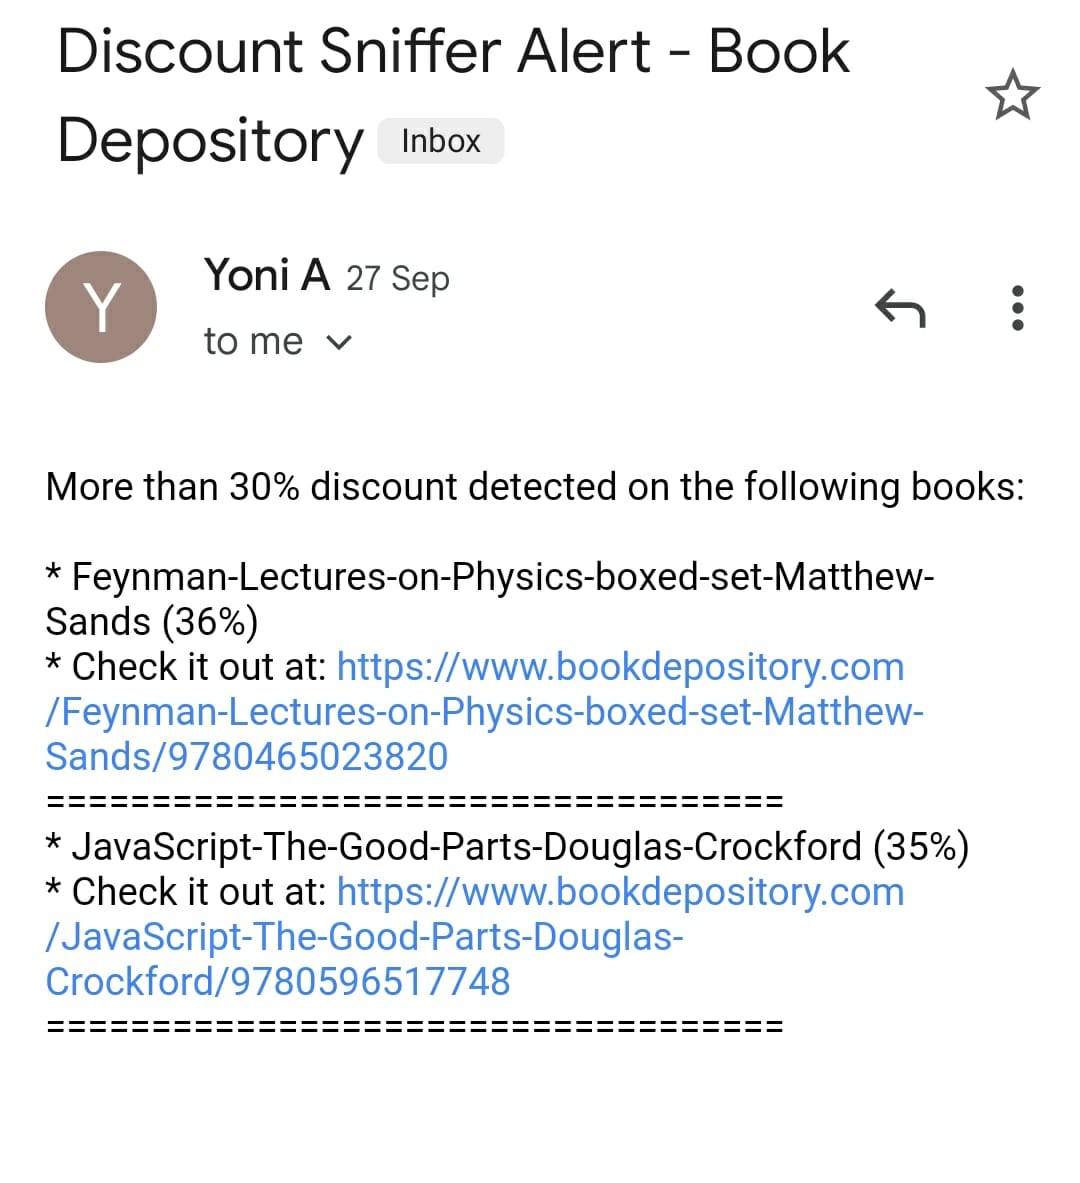 Discount Sniffer Alert - Book
Depository Inbox
Y
Yoni A 27 Sep
to me
More than 30% discount detected on the following books:
* Feynman-Lectures-on-Physics-boxed-set-Matthew-
Sands (36%)
* Check it out at: https://www.bookdepository.com
/Feynman-Lectures-on-Physics-boxed-set-Matthew-
Sands/9780465023820
===================================
* JavaScript-The-Good-Parts-Douglas-Crockford (35%)
* Check it out at: https://www.bookdepository.com
/JavaScript-The-Good-Parts-Douglas-
Crockford/9780596517748
===================================